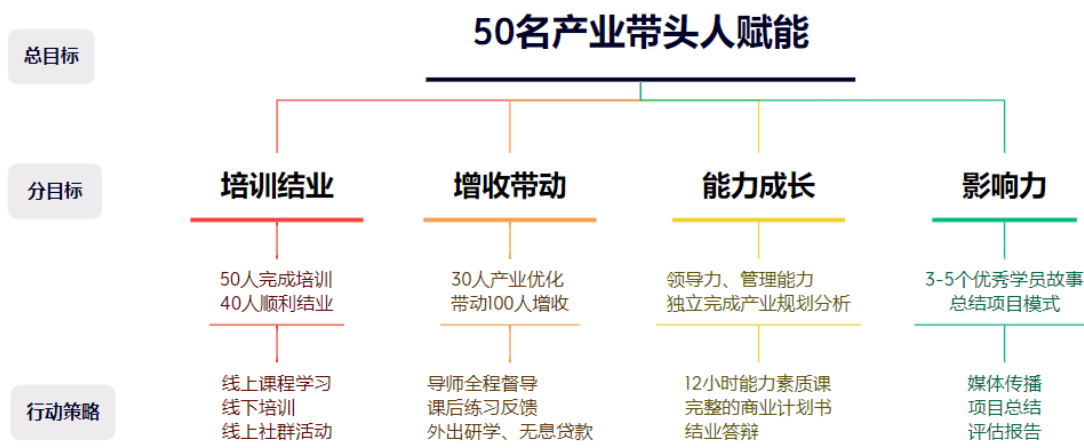 总目标
50名产业带头人赋能
分目标
培训结业
增收带动
能力成长
影响力
50人完成培训
40人顺利结业
30人产业优化
带动100人增收
领导力、管理能力
独立完成产业规划分析
3-5个优秀学员故事
总结项目模式
行动策略
线上课程学习
线下培训
线上社群活动
导师全程督导
课后练习反馈
外出研学、无息贷款
12小时能力素质课
完整的商业计划书
结业答辩
媒体传播
项目总结
评估报告